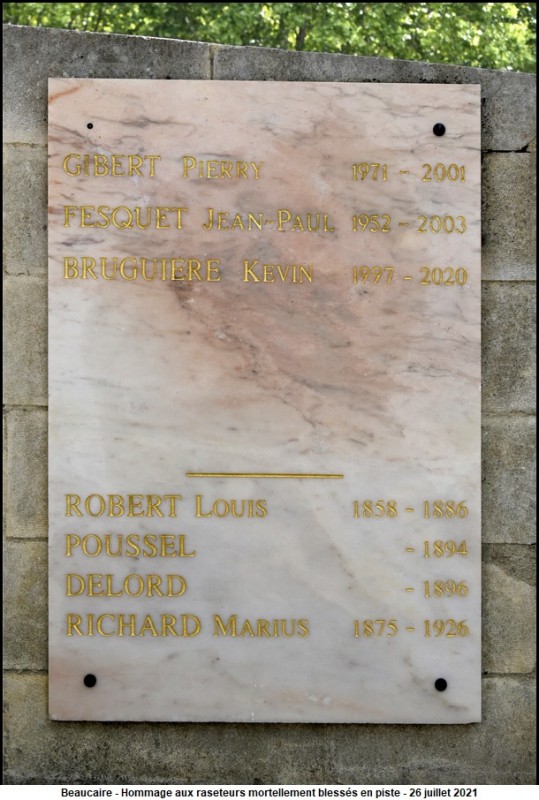 GIBERT PIERRY 1971 - 2001
FESQUET JEAN-PAUL 1952 - 2003
BRUGUIERE KEVIN 1997 - 2020
ROBERT LOUIS 1858 - 1886
POUSSEL - 1894
DELORD - 1896
RICHARD MARIUS 1875 - 1926
Beaucaire - Hommage aux raseteurs mortellement blessés en piste - 26 juillet 2021